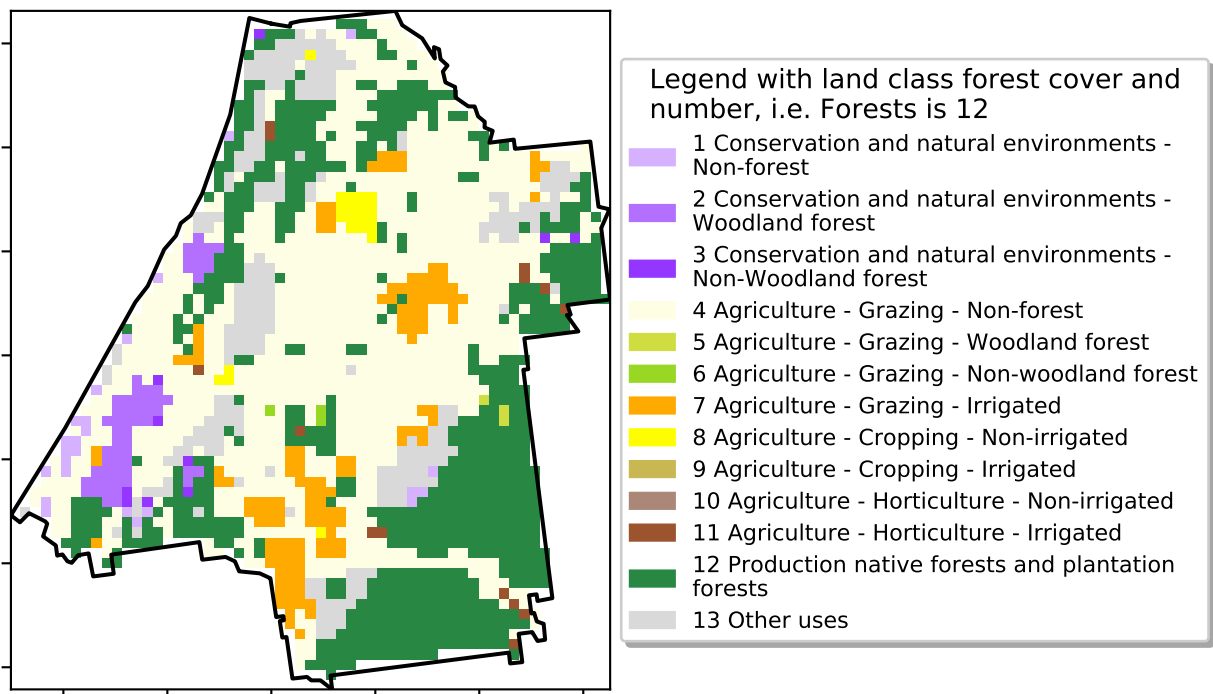 Legend with land class forest cover and
number, i.e. Forests is 12
1 Conservation and natural environments -
Non-forest
2 Conservation and natural environments -
Woodland forest
3 Conservation and natural environments -
Non-Woodland forest
4 Agriculture - Grazing - Non-forest
5 Agriculture - Grazing - Woodland forest
6 Agriculture - Grazing - Non-woodland forest
7 Agriculture - Grazing - Irrigated
8 Agriculture - Cropping - Non-irrigated
9 Agriculture - Cropping - Irrigated
10 Agriculture - Horticulture - Non-irrigated
11 Agriculture - Horticulture - Irrigated
12 Production native forests and plantation
forests
13 Other uses